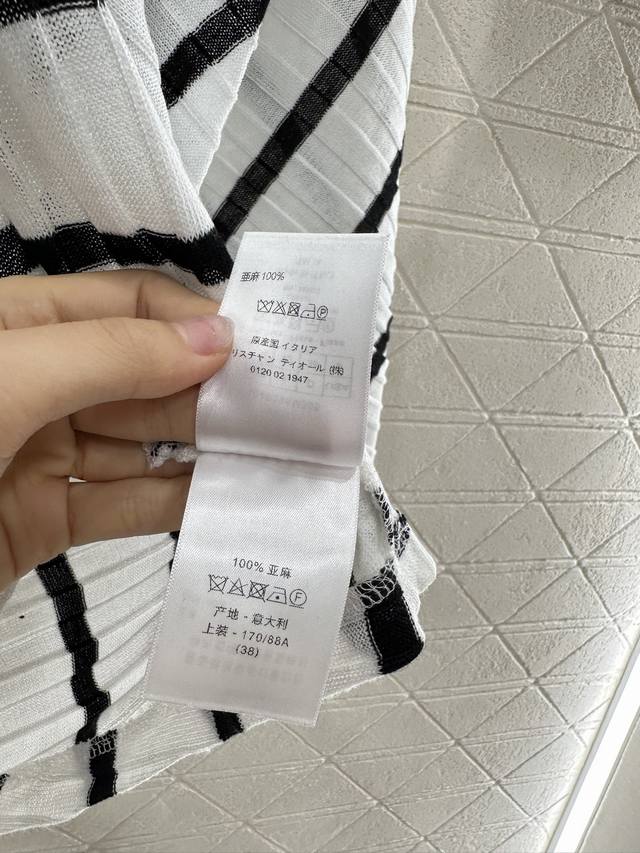 亜麻 100%
原産国 イタリア
リスチャン ディオール (株)
0120 02 1947
100% 亚麻
产地 - 意大利
上装 - 170/88A
(38)